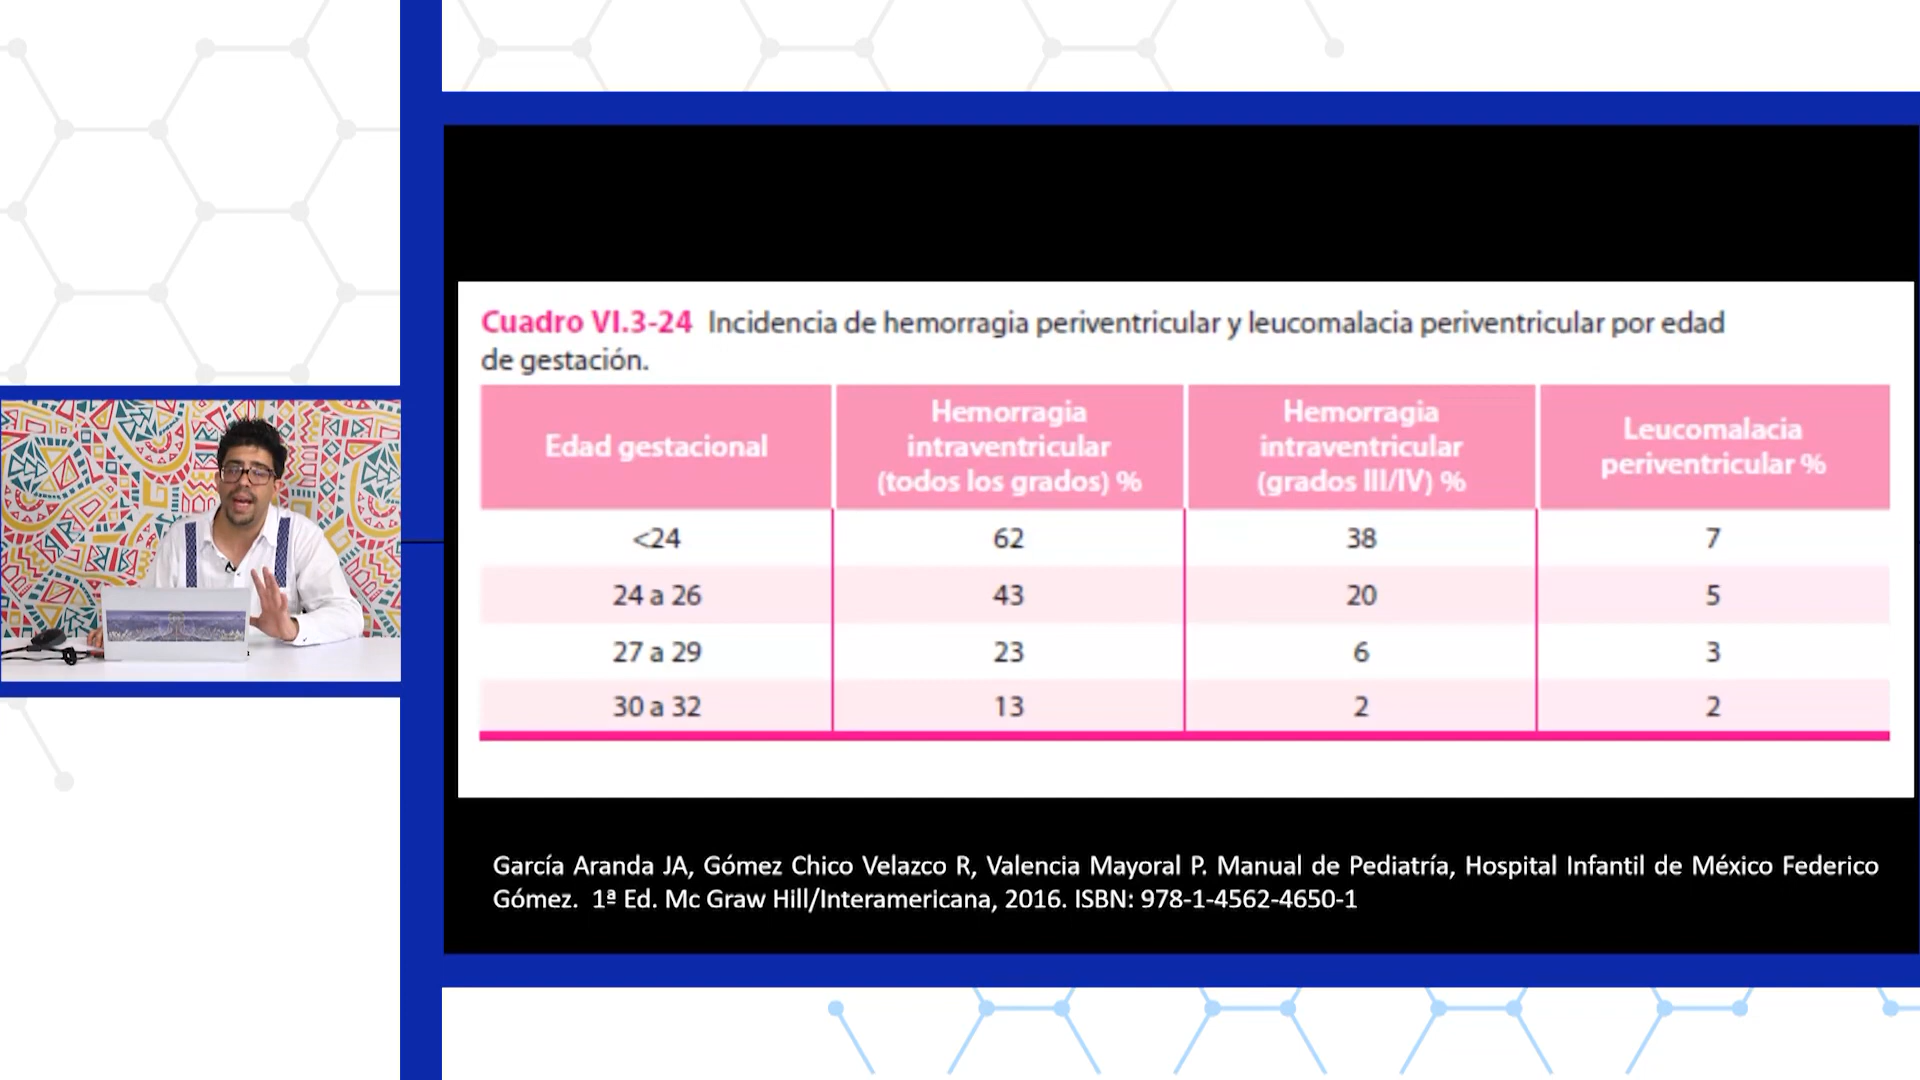 Cuadro VI.3-24 Incidencia de hemorragia periventricular y leucomalacia periventricular por edad
de gestación.
Edad gestacional
Hemorragia
intraventricular
(todos los grados) %
Hemorragia
intraventricular
(grados III/IV) %
Leucomalacia
periventricular %
<24 62 38 7
24 a 26 43 20 5
27 a 29 23 6 3
30 a 32 13 2 2
García Aranda JA, Gómez Chico Velazco R, Valencia Mayoral P. Manual de Pediatría, Hospital Infantil de México Federico
Gómez. 1ª Ed. Mc Graw Hill/Interamericana, 2016. ISBN: 978-1-4562-4650-1